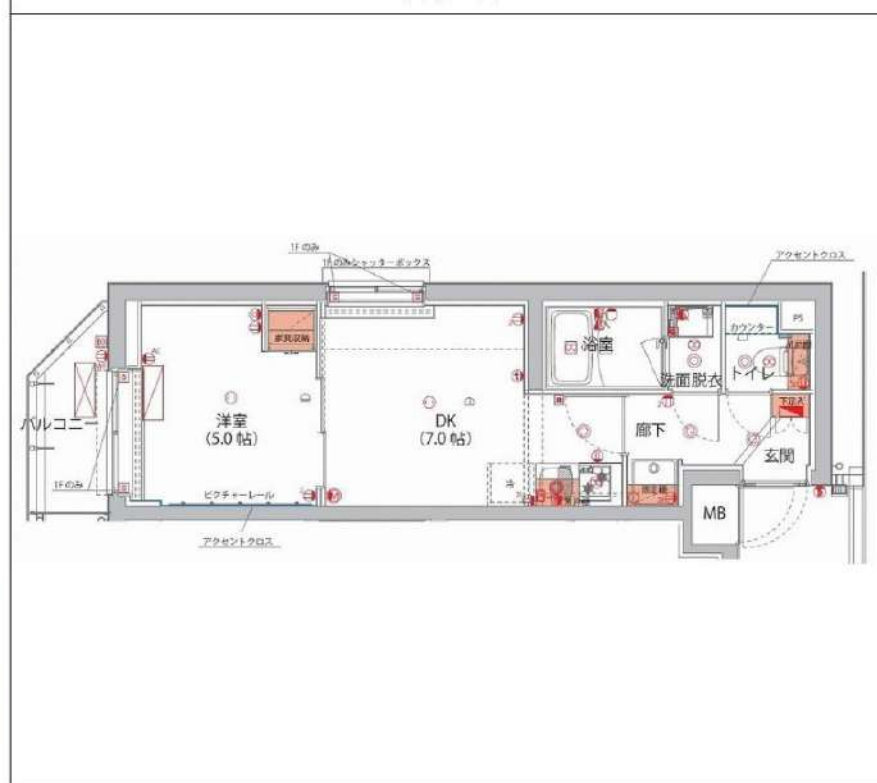 1Fのみ
1Fのみシャッターボックス
アクセントクロス
PS
カウンター
浴室
洗面脱衣
トイレ
下足入
バルコニー
洋室
(5.0 帖)
DK
(7.0 帖)
廊下
玄関
1Fのみ
ピクチャーレール
冷
MB
アクセントクロス